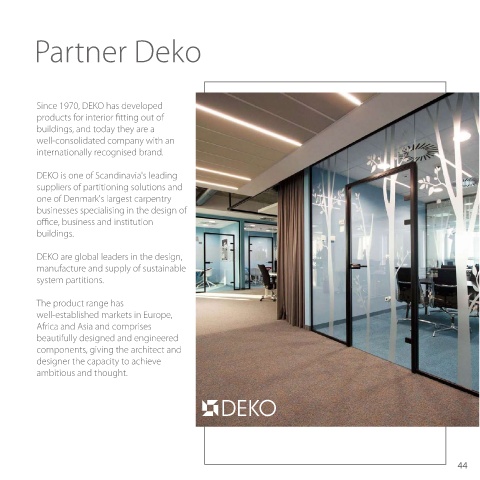 Partner Deko
Since 1970, DEKO has developed
products for interior fitting out of
buildings, and today they are a
well-consolidated company with an
internationally recognised brand.
DEKO is one of Scandinavia's leading
suppliers of partitioning solutions and
one of Denmark's largest carpentry
businesses specialising in the design of
office, business and institution
buildings.
DEKO are global leaders in the design,
manufacture and supply of sustainable
system partitions.
The product range has
well-established markets in Europe,
Africa and Asia and comprises
beautifully designed and engineered
components, giving the architect and
designer the capacity to achieve
ambitious and thought.
DEKO
44